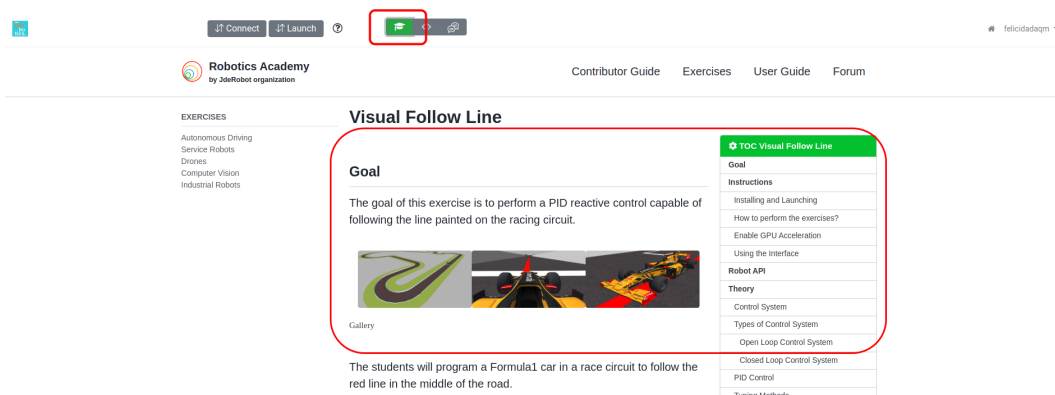 Connect Launch
felicidadaqm
Robotics Academy
by JdeRobot organization
Contributor Guide Exercises User Guide Forum
EXERCISES
Autonomous Driving
Service Robots
Drones
Computer Vision
Industrial Robots
Visual Follow Line
Goal
The goal of this exercise is to perform a PID reactive control capable of
following the line painted on the racing circuit.
Gallery
The students will program a Formula1 car in a race circuit to follow the
red line in the middle of the road.
TOC Visual Follow Line
Goal
Instructions
Installing and Launching
How to perform the exercises?
Enable GPU Acceleration
Using the Interface
Robot API
Theory
Control System
Types of Control System
Open Loop Control System
Closed Loop Control System
PID Control